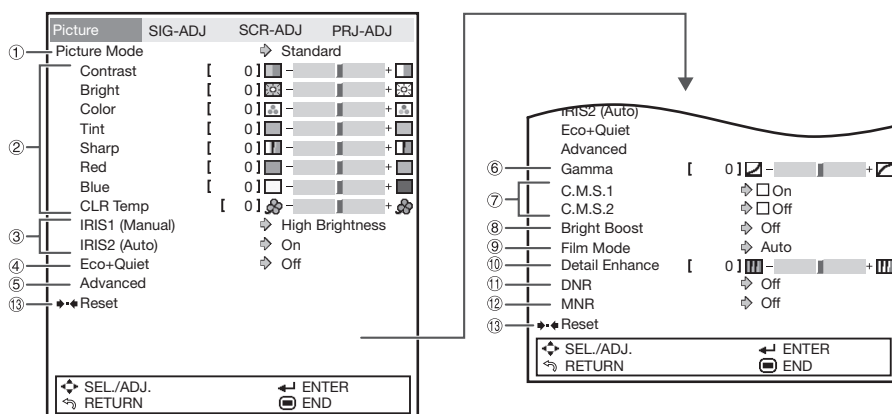 Picture SIG-ADJ SCR-ADJ PRJ-ADJ
① Picture Mode Standard
② Contrast [ 0 ] - +
Bright [ 0 ] - +
Color [ 0 ] - +
Tint [ 0 ] - +
Sharp [ 0 ] - +
Red [ 0 ] - +
Blue [ 0 ] - +
CLR Temp [ 0 ] - +
③ IRIS1 (Manual) High Brightness
IRIS2 (Auto) On
④ Eco+Quiet Off
⑤ Advanced
⑬ Reset
SEL./ADJ. ENTER
RETURN END
IRIS2 (Auto)
Eco+Quiet
Advanced
⑥ Gamma [ 0 ] - +
⑦ C.M.S.1 On
C.M.S.2 Off
⑧ Bright Boost Off
⑨ Film Mode Auto
⑩ Detail Enhance [ 0 ] - +
⑪ DNR Off
⑫ MNR Off
⑬ Reset
SEL./ADJ. ENTER
RETURN END